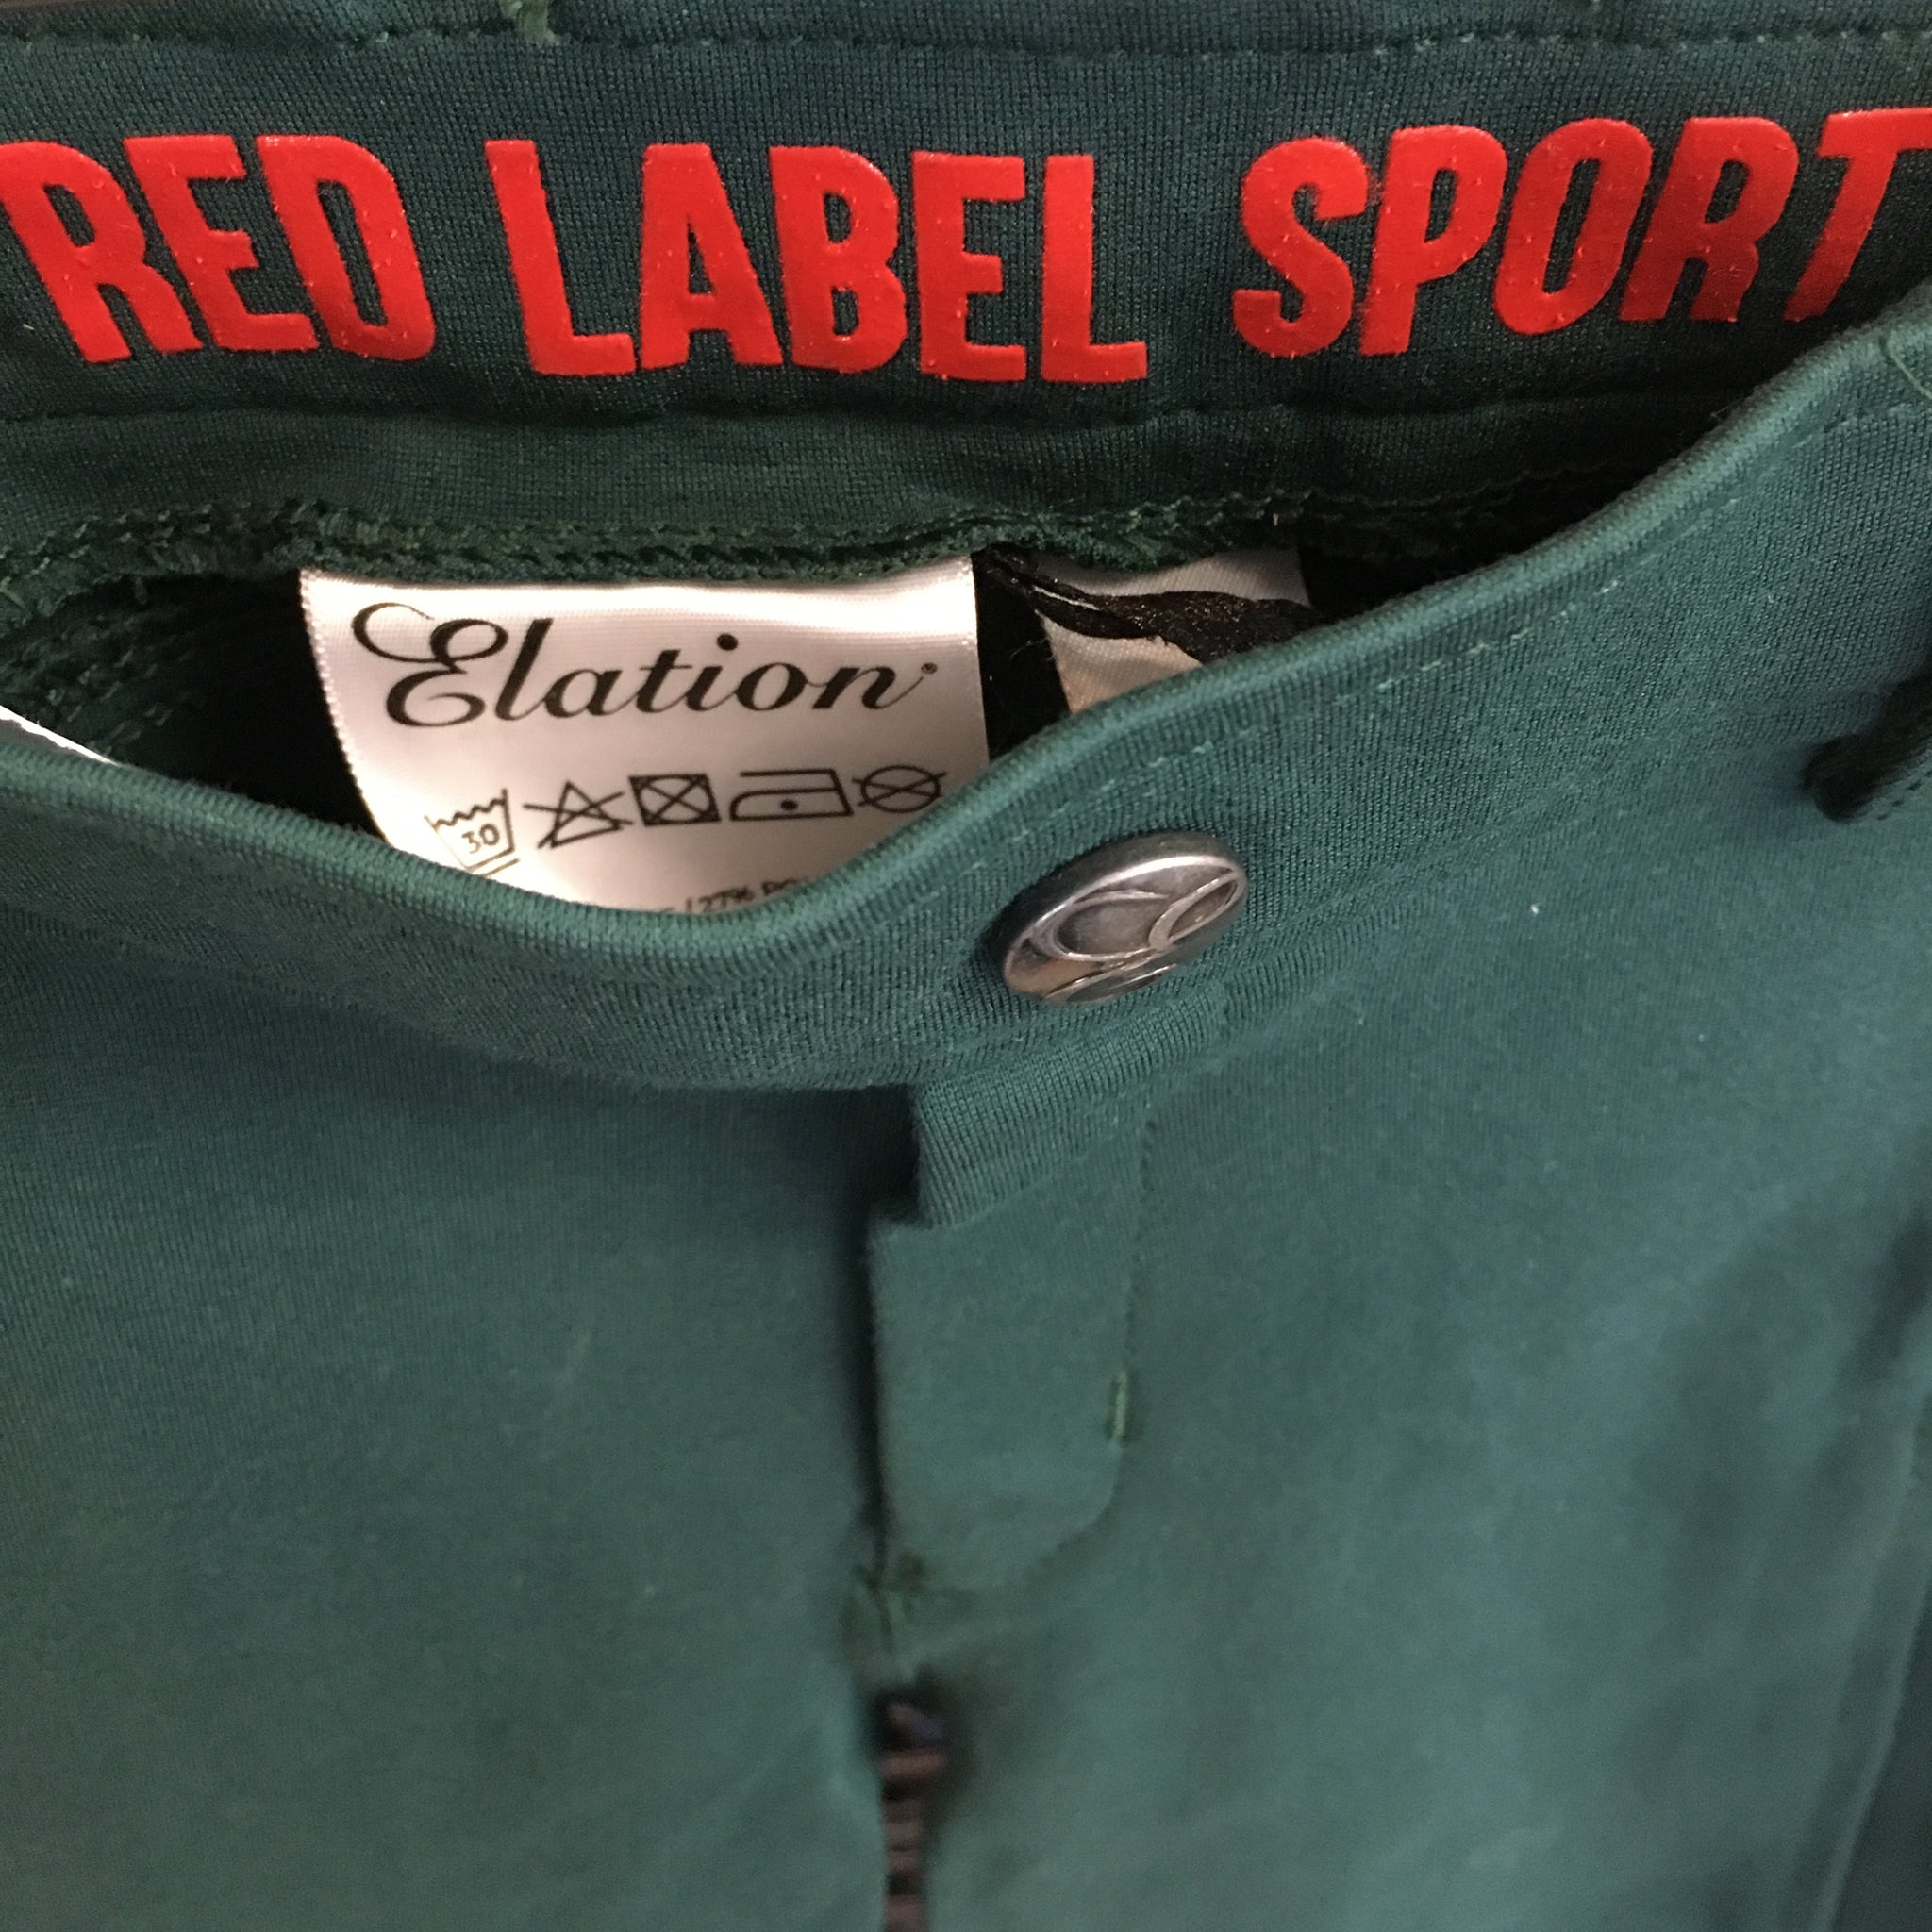 RED LABEL SPORT
Elation
30